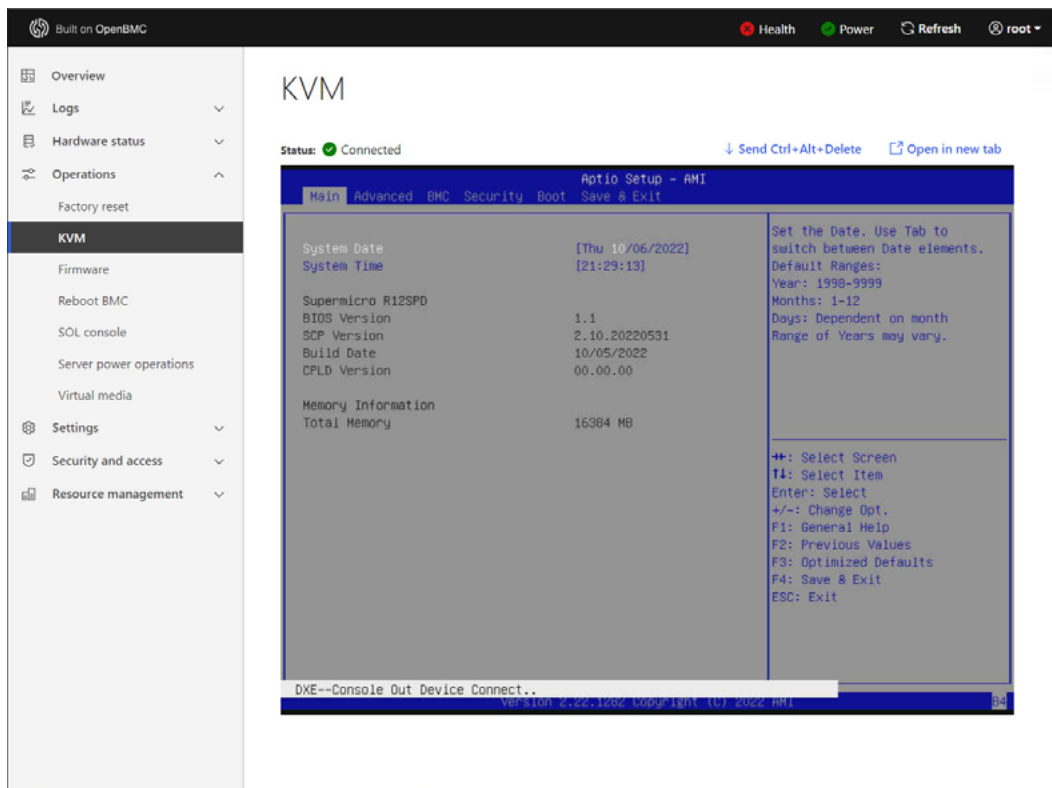 Built on OpenBMC
Health Power Refresh root
Overview
Logs
Hardware status
Operations
Factory reset
KVM
Firmware
Reboot BMC
SOL console
Server power operations
Virtual media
Settings
Security and access
Resource management
KVM
Status: Connected
Send Ctrl+Alt+Delete Open in new tab
Aptio Setup - AMI
Main Advanced BMC Security Boot Save & Exit
System Date [Thu 10/06/2022]
System Time [21:29:13]
Supermicro R12SPD
BIOS Version 1.1
SCP Version 2.10.20220531
Build Date 10/05/2022
CPLD Version 00.00.00
Memory Information
Total Memory 16384 MB
Set the Date. Use Tab to
switch between Date elements.
Default Ranges:
Year: 1998-9999
Months: 1-12
Days: Dependent on month
Range of Years may vary.
→←: Select Screen
↑↓: Select Item
Enter: Select
+/-: Change Opt.
F1: General Help
F2: Previous Values
F3: Optimized Defaults
F4: Save & Exit
ESC: Exit
DXE--Console Out Device Connect..
Version 2.22.1282 Copyright (C) 2022 AMI
B4